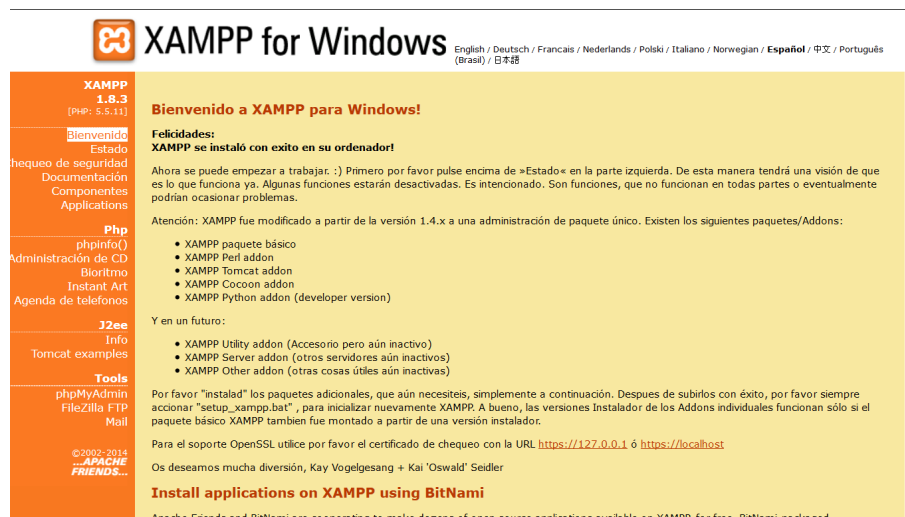 XAMPP for Windows
English / Deutsch / Francais / Nederlands / Polski / Italiano / Norwegian / Español / 中文 / Português
(Brasil) / 日本語
XAMPP
1.8.3
[PHP: 5.5.11]
Bienvenido
Estado
hequeo de seguridad
Documentación
Componentes
Applications
Php
phpinfo()
Administración de CD
Bioritmo
Instant Art
Agenda de telefonos
J2ee
Info
Tomcat examples
Tools
phpMyAdmin
FileZilla FTP
Mail
©2002-2014
...APACHE
FRIENDS...
Bienvenido a XAMPP para Windows!
Felicidades:
XAMPP se instaló con exito en su ordenador!
Ahora se puede empezar a trabajar. :) Primero por favor pulse encima de »Estado« en la parte izquierda. De esta manera tendrá una visión de que
es lo que funciona ya. Algunas funciones estarán desactivadas. Es intencionado. Son funciones, que no funcionan en todas partes o eventualmente
podrían ocasionar problemas.
Atención: XAMPP fue modificado a partir de la versión 1.4.x a una administración de paquete único. Existen los siguientes paquetes/Addons:
• XAMPP paquete básico
• XAMPP Perl addon
• XAMPP Tomcat addon
• XAMPP Cocoon addon
• XAMPP Python addon (developer version)
Y en un futuro:
• XAMPP Utility addon (Accesorio pero aún inactivo)
• XAMPP Server addon (otros servidores aún inactivos)
• XAMPP Other addon (otras cosas útiles aún inactivas)
Por favor "instalad" los paquetes adicionales, que aún necesiteis, simplemente a continuación. Despues de subirlos con éxito, por favor siempre
accionar "setup_xampp.bat" , para inicializar nuevamente XAMPP. A bueno, las versiones Instalador de los Addons individuales funcionan sólo si el
paquete básico XAMPP tambien fue montado a partir de una versión instalador.
Para el soporte OpenSSL utilice por favor el certificado de chequeo con la URL https://127.0.0.1 ó https://localhost
Os deseamos mucha diversión, Kay Vogelgesang + Kai 'Oswald' Seidler
Install applications on XAMPP using BitNami